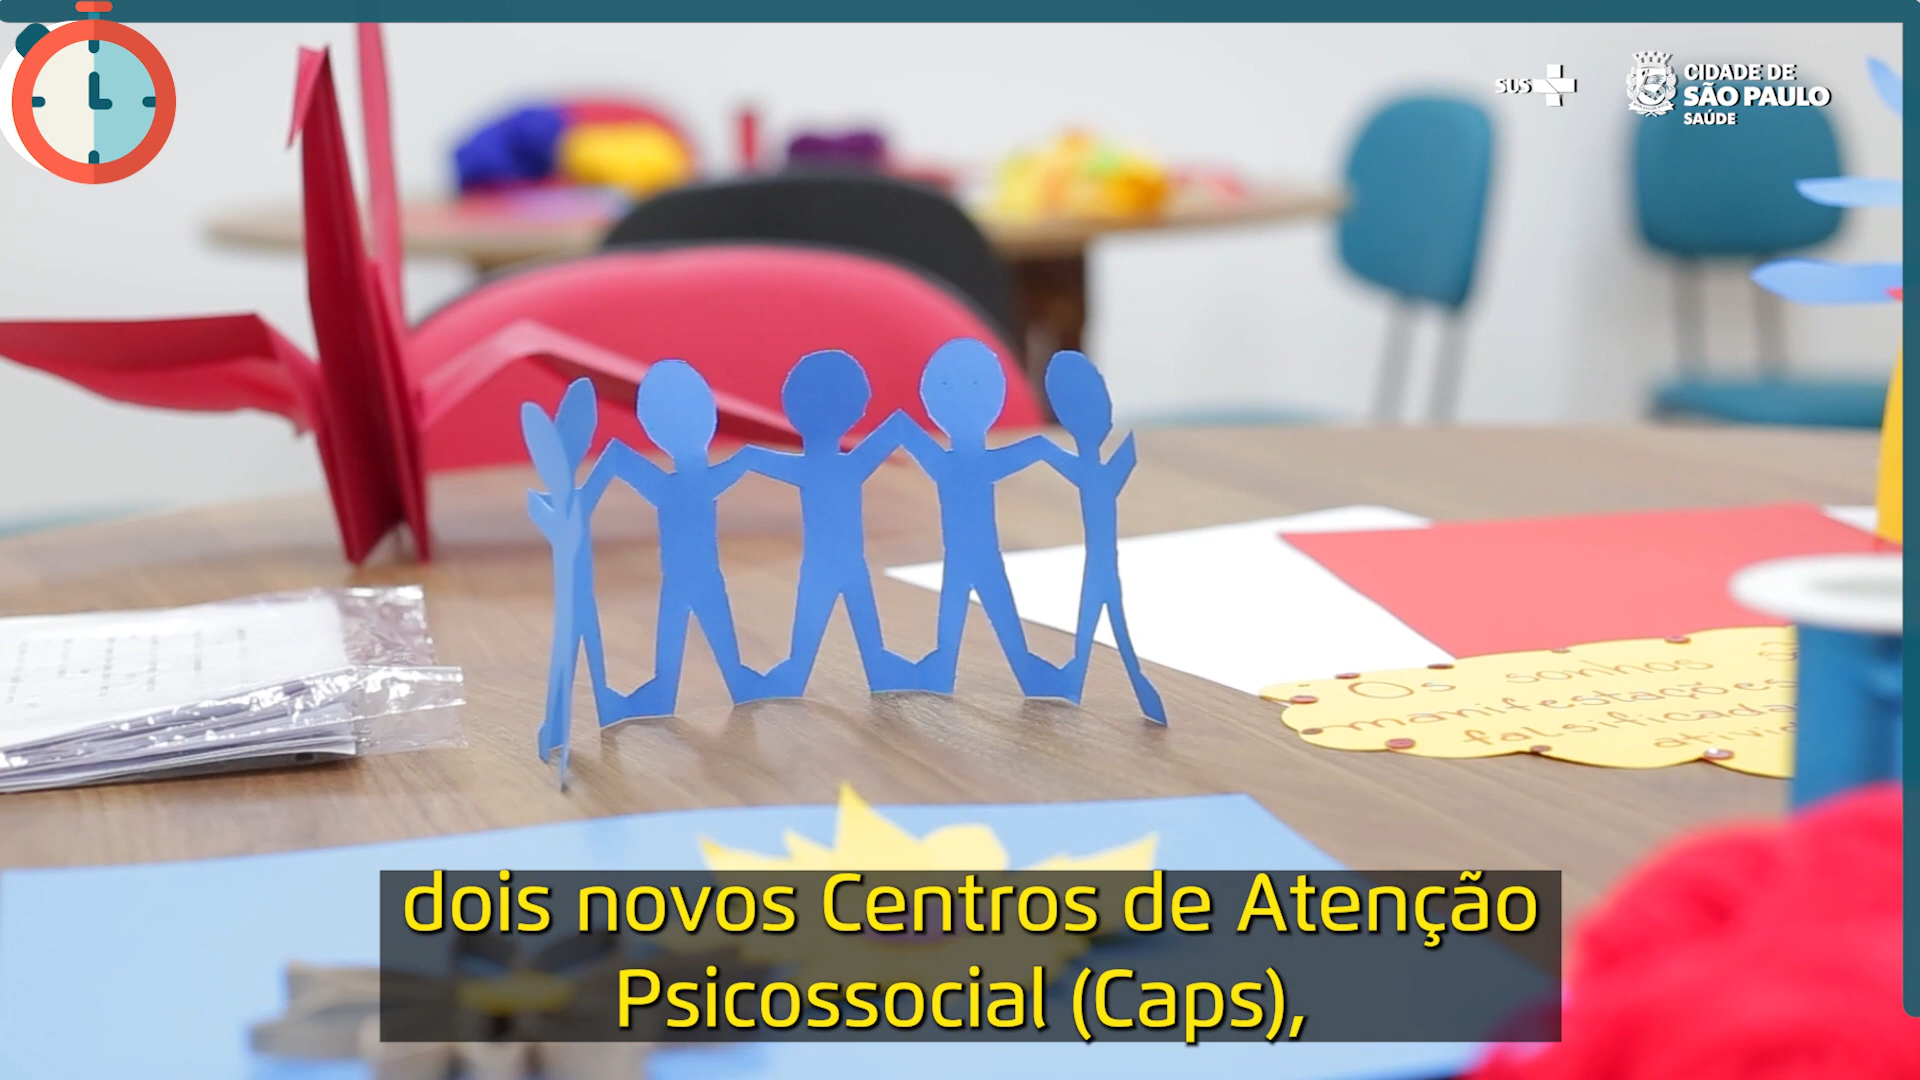 SUS
CIDADE DE
SÃO PAULO
SAÚDE
Os sonhos
manifestações
falsificada
dois novos Centros de Atenção
Psicossocial (Caps),